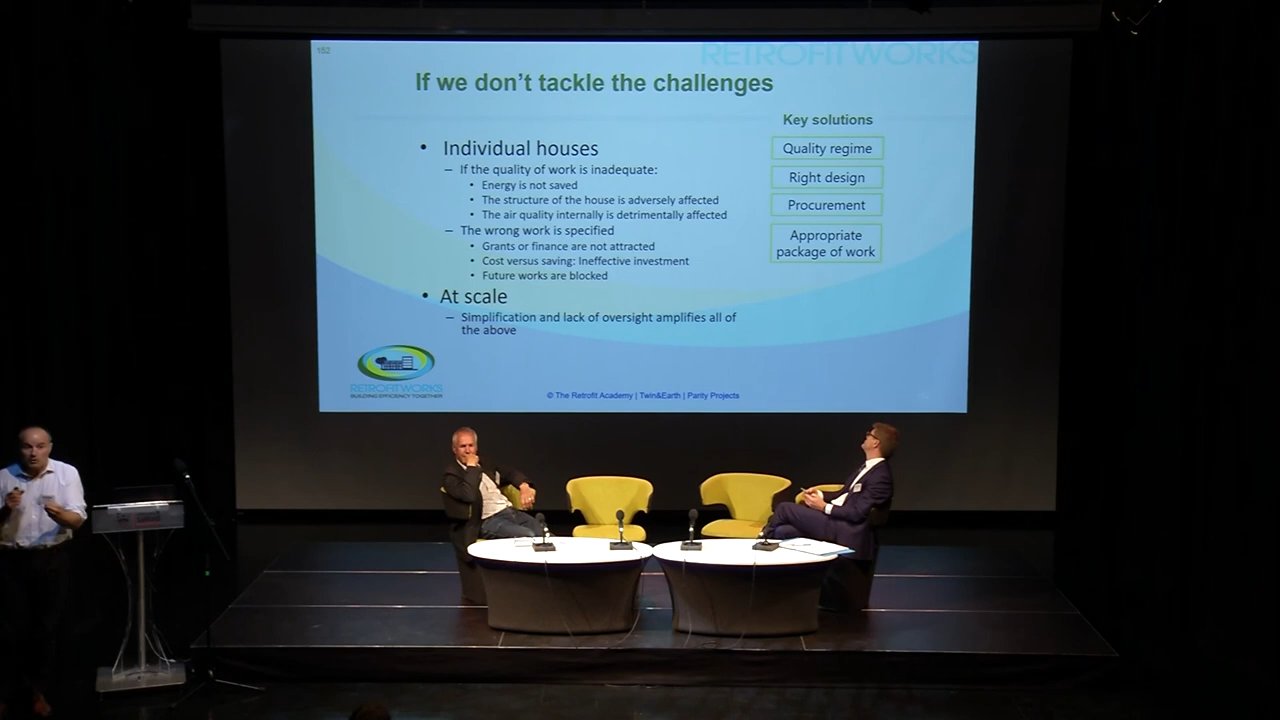 152
RETROFITWORKS
If we don't tackle the challenges
• Individual houses
– If the quality of work is inadequate:
• Energy is not saved
• The structure of the house is adversely affected
• The air quality internally is detrimentally affected
– The wrong work is specified
• Grants or finance are not attracted
• Cost versus saving: Ineffective investment
• Future works are blocked
• At scale
– Simplification and lack of oversight amplifies all of
the above
Key solutions
Quality regime
Right design
Procurement
Appropriate
package of work
RETROFITWORKS
BUILDING EFFICIENCY TOGETHER
© The Retrofit Academy | Twin&Earth | Parity Projects